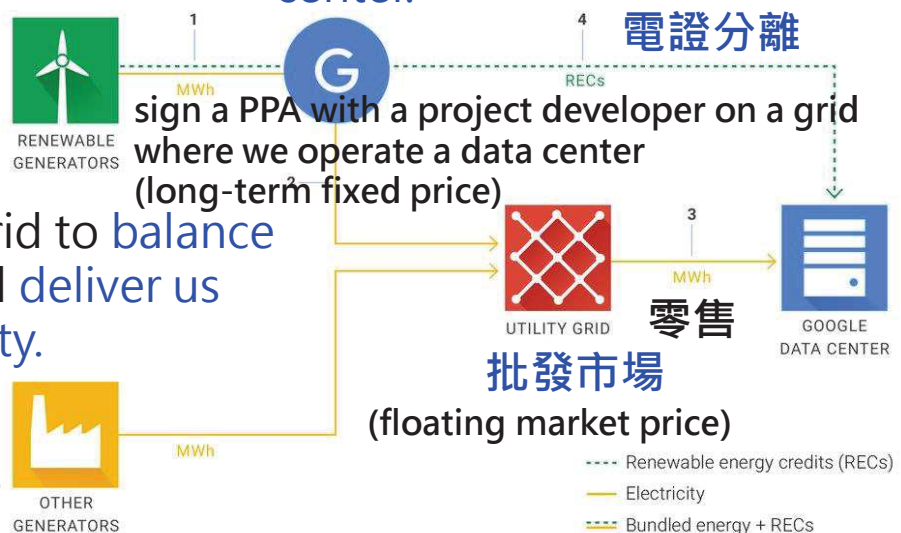 center.
1
4
電證分離
G
MWh
RECs
RENEWABLE
GENERATORS
sign a PPA with a project developer on a grid
where we operate a data center
(long-term fixed price)
2
rid to balance
deliver us
ty.
3
MWh
零售
UTILITY GRID
批發市場
(floating market price)
GOOGLE
DATA CENTER
MWh
OTHER
GENERATORS
Renewable energy credits (RECs)
Electricity
Bundled energy + RECs